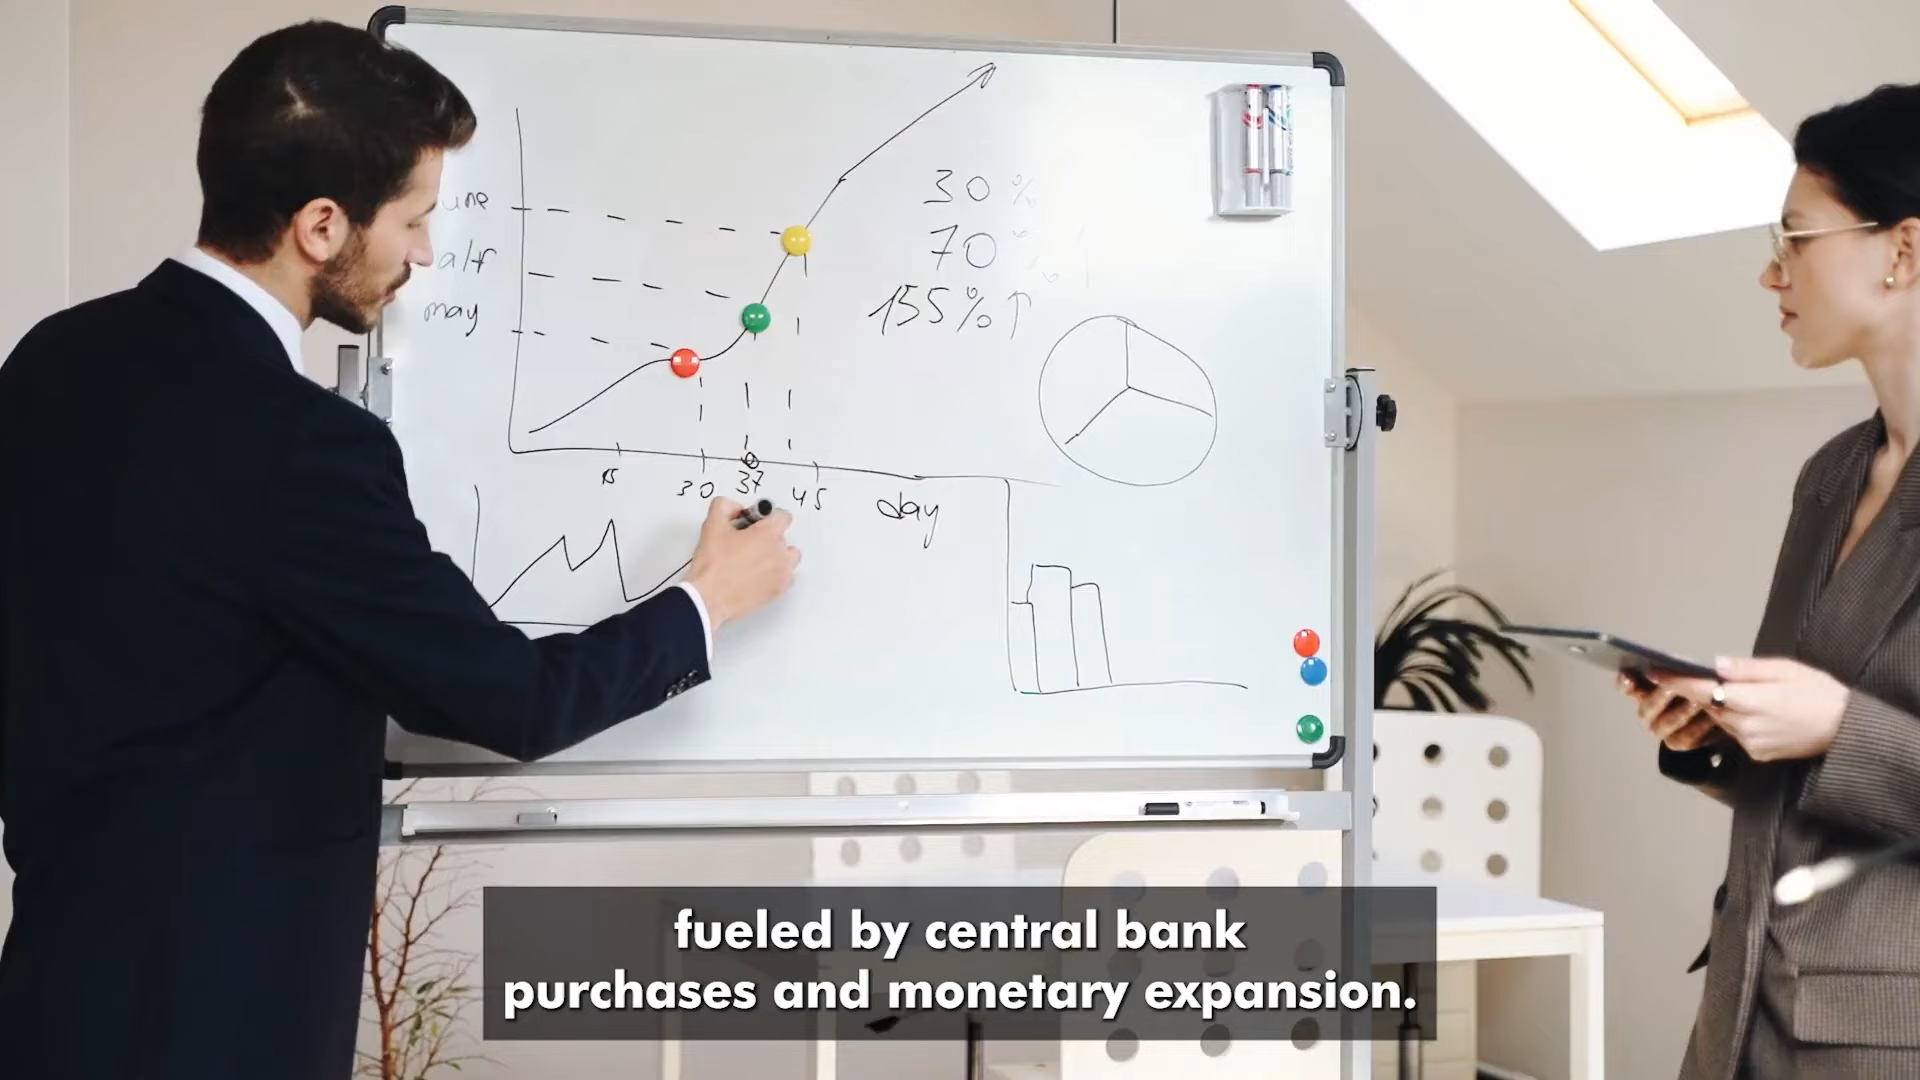 une
alf
may
30%
70%
155%↑
15
30
37
45
day
fueled by central bank
purchases and monetary expansion.